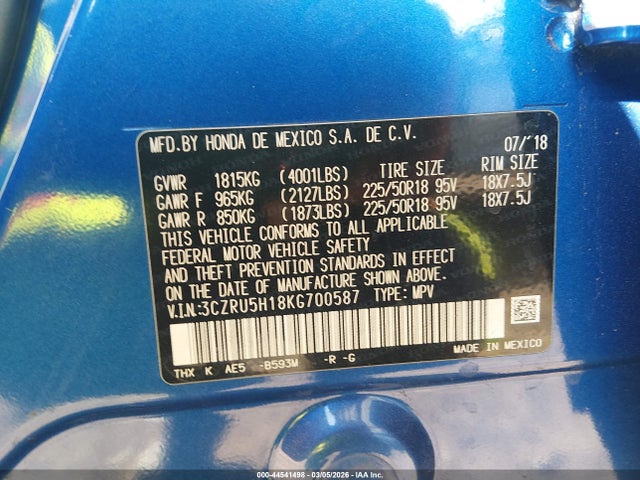 MFD.BY HONDA DE MEXICO S.A. DE C.V. 07/'18
GVWR 1815KG (4001LBS) TIRE SIZE RIM SIZE
GAWR F 965KG (2127LBS) 225/50R18 95V 18X7.5J
GAWR R 850KG (1873LBS) 225/50R18 95V 18X7.5J
THIS VEHICLE CONFORMS TO ALL APPLICABLE
FEDERAL MOTOR VEHICLE SAFETY
AND THEFT PREVENTION STANDARDS IN EFFECT
ON THE DATE OF MANUFACTURE SHOWN ABOVE.
V.I.N:3CZRU5H18KG700587 TYPE: MPV
THX K AE5 -B593M -R -G MADE IN MEXICO
000-44541498 - 03/05/2026 - IAA Inc.